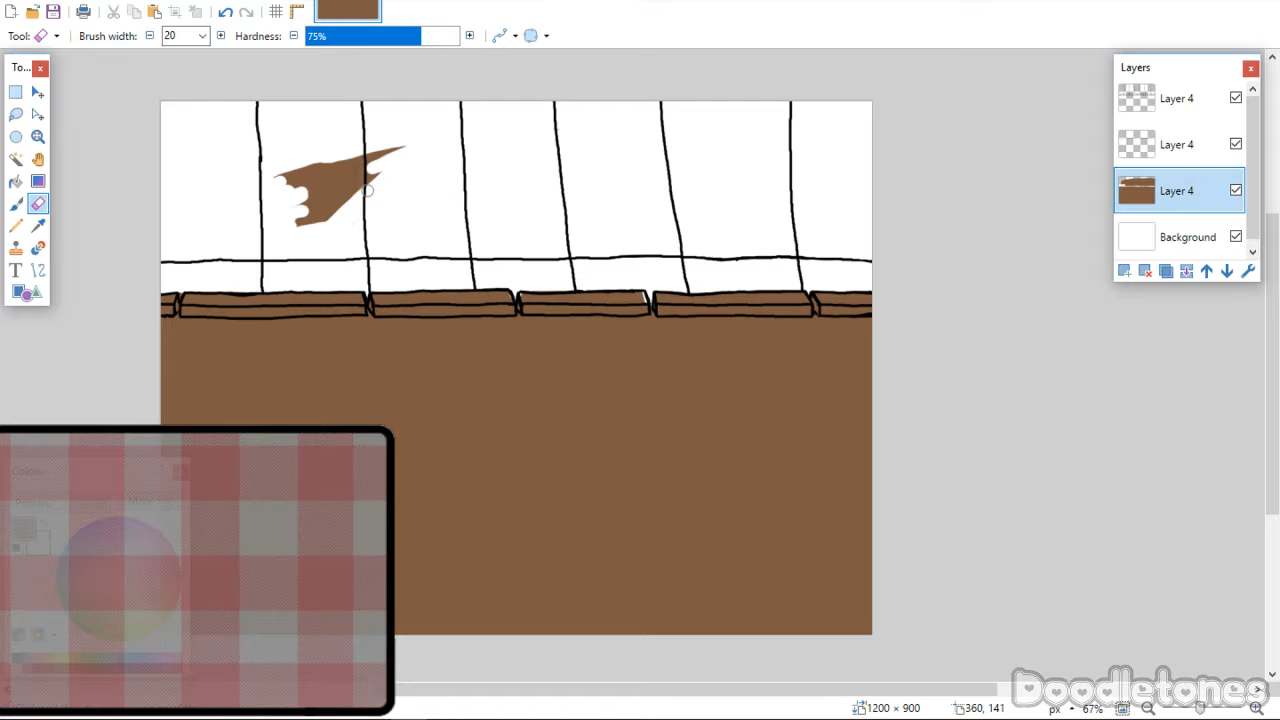 Tool:
Brush width:
20
Hardness:
75%
To...
Layers
Layer 4
Layer 4
Layer 4
Background
Doodletones
1200 × 900
360, 141
px
67%